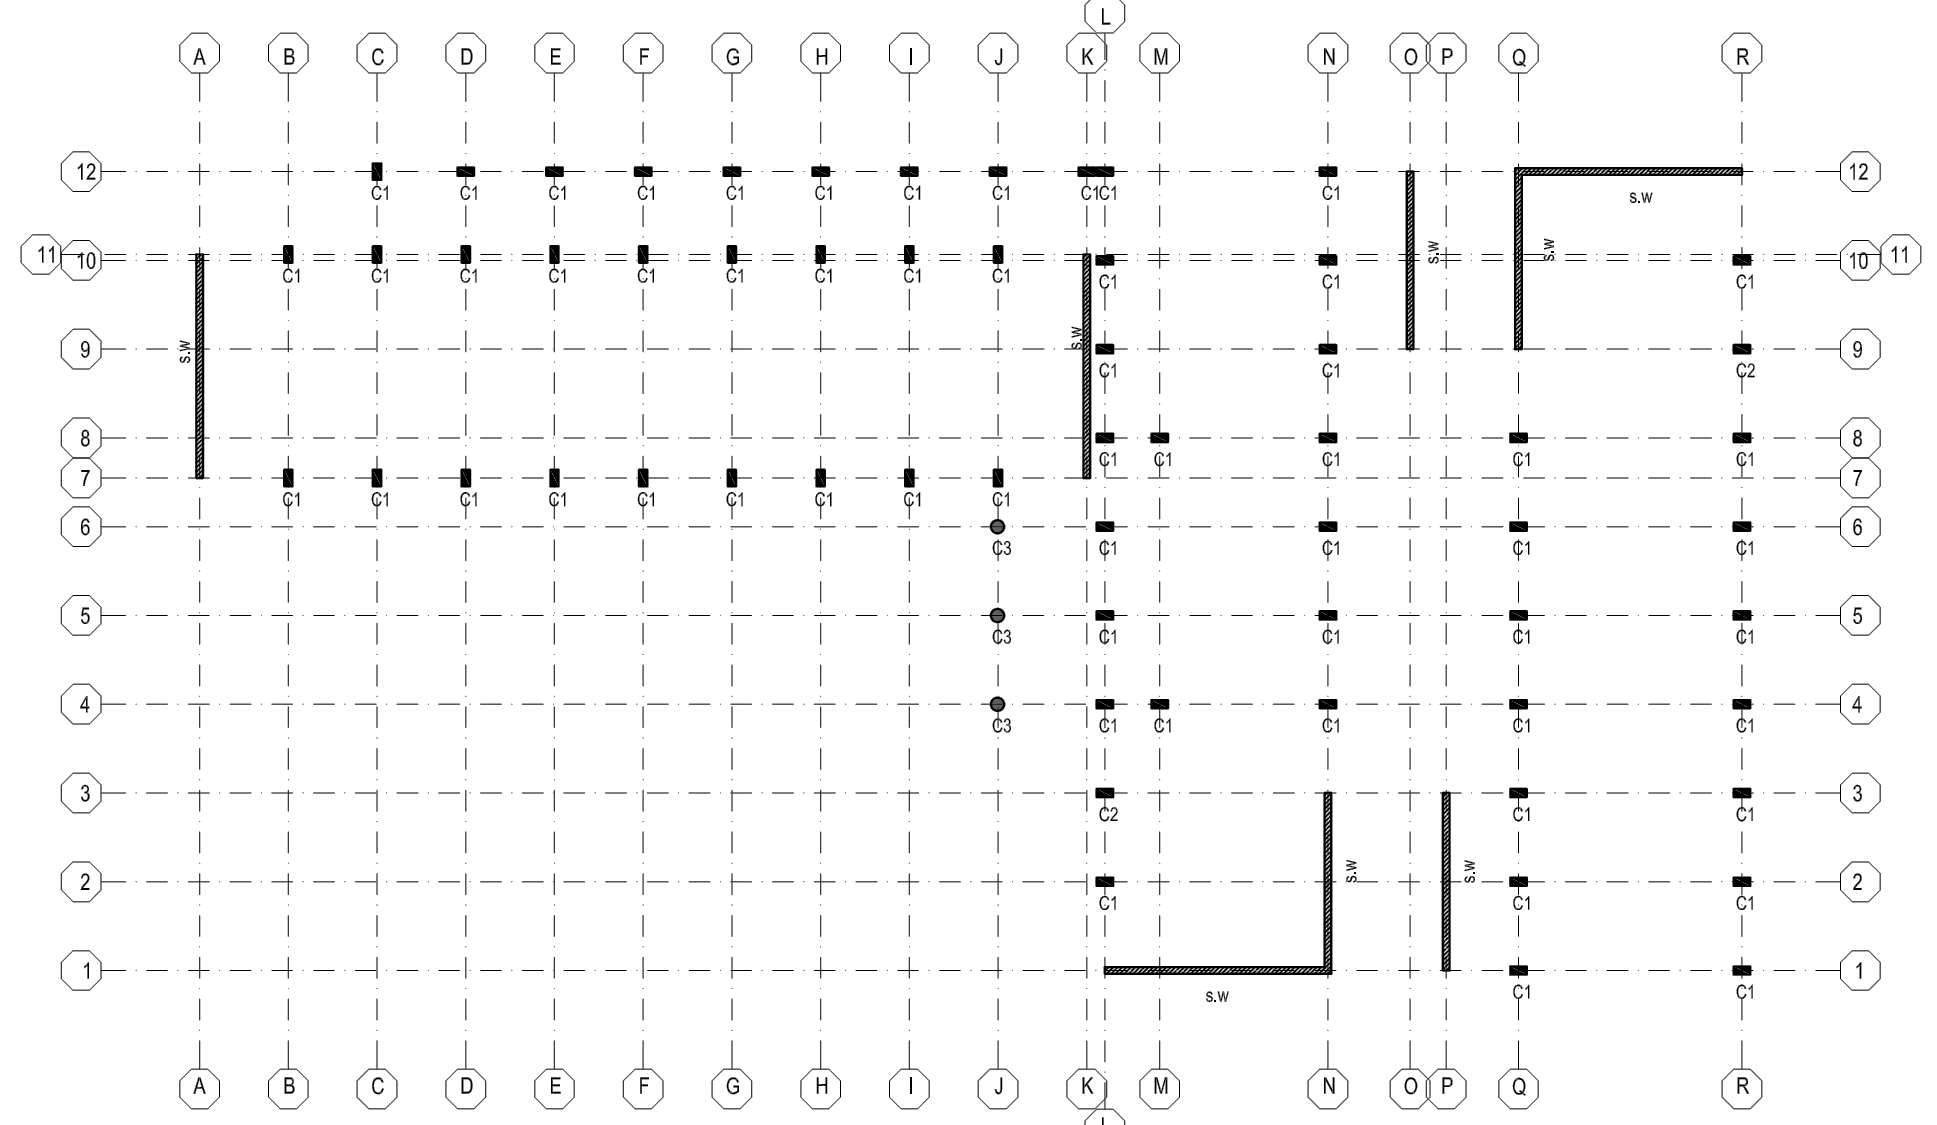 L
A B C D E F G H I J K M N O P Q R
12 12
C1 C1 C1 C1 C1 C1 C1 C1 C1 C1 C1
S.W
11 10 S.W S.W 10 11
C1 C1 C1 C1 C1 C1 C1 C1 C1 C1 C1 C1
S.W S.W
9 9
C1 C1 C2
8 8
C1 C1 C1 C1 C1
7 7
C1 C1 C1 C1 C1 C1 C1 C1 C1
6 6
C3 C1 C1 C1 C1
5 5
C3 C1 C1 C1 C1
4 4
C3 C1 C1 C1 C1 C1
3 3
C2 C1 C1
S.W S.W
2 2
C1 C1 C1
1 1
S.W C1 C1
A B C D E F G H I J K M N O P Q R